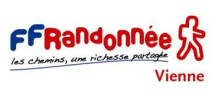 FFRandonnée
les chemins, une richesse partagée
Vienne